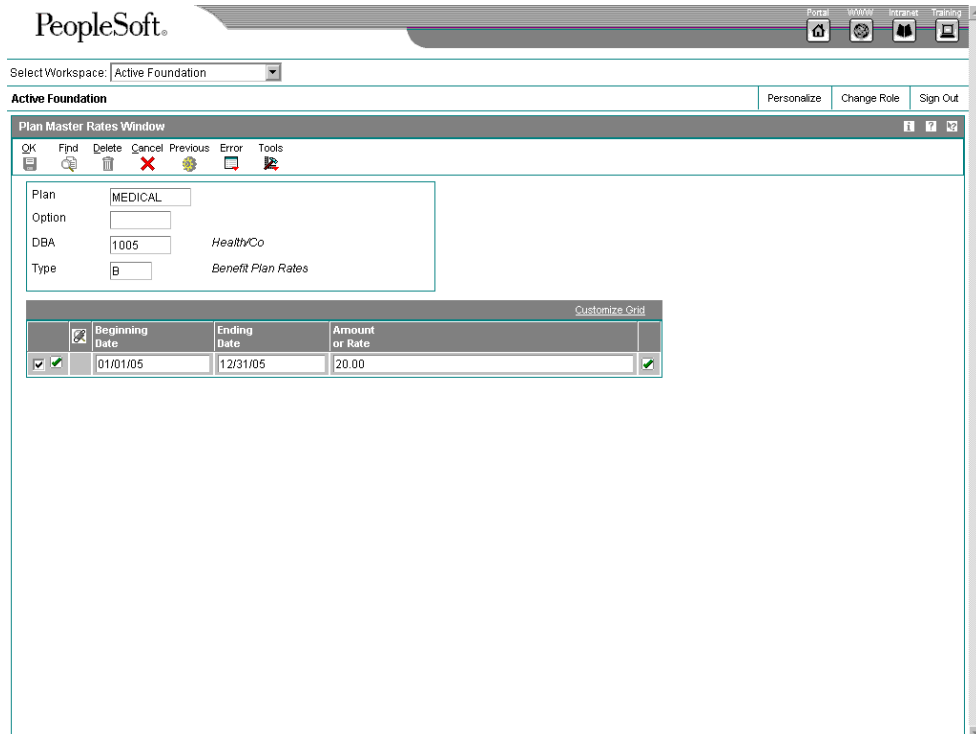 PeopleSoft®
Portal WWW Intranet Training
Select Workspace: Active Foundation
Active Foundation Personalize Change Role Sign Out
Plan Master Rates Window i ? ?
OK Find Delete Cancel Previous Error Tools
Plan MEDICAL
Option
DBA 1005 Health/Co
Type B Benefit Plan Rates
Customize Grid
Beginning Date Ending Date Amount or Rate
01/01/05 12/31/05 20.00